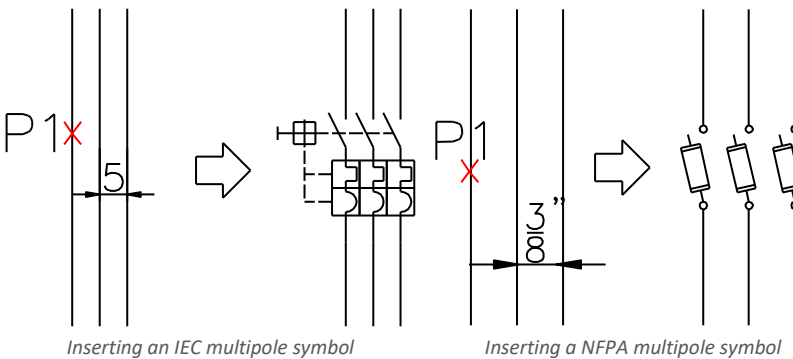 P1
5
P1
3/8”
Inserting an IEC multipole symbol
Inserting a NFPA multipole symbol